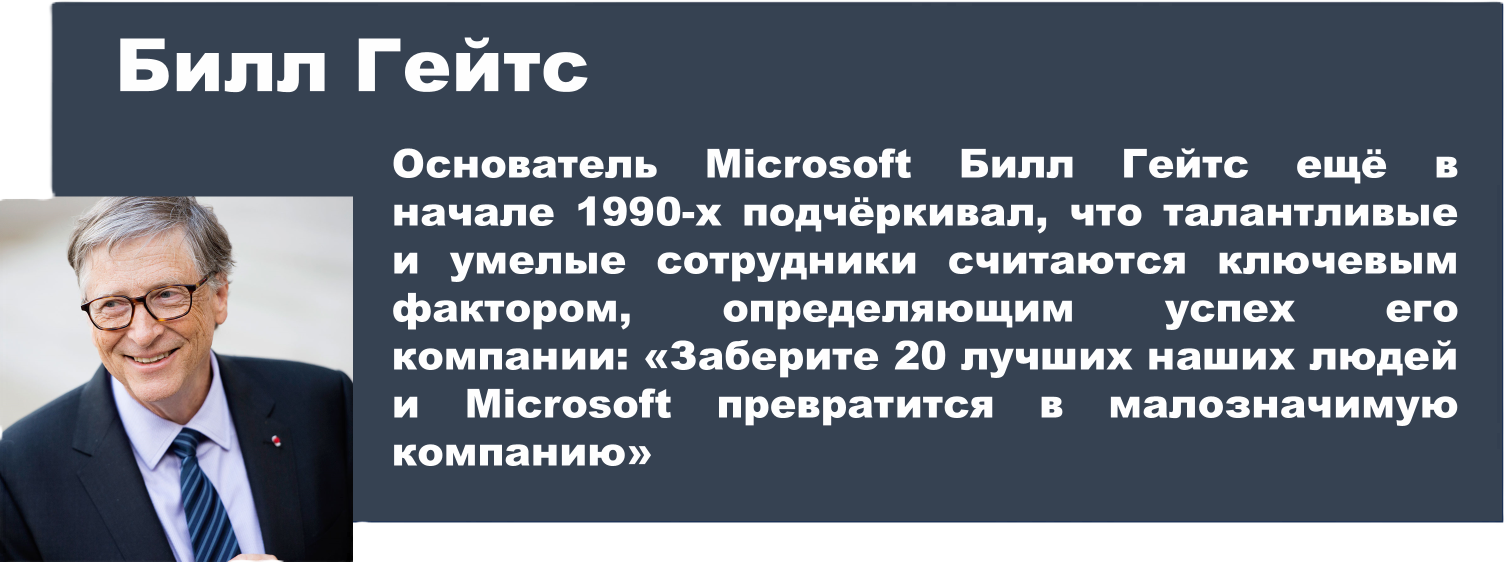 Билл Гейтс
Основатель Microsoft Билл Гейтс ещё в
начале 1990-х подчёркивал, что талантливые
и умелые сотрудники считаются ключевым
фактором, определяющим успех его
компании: «Заберите 20 лучших наших людей
и Microsoft превратится в малозначимую
компанию»